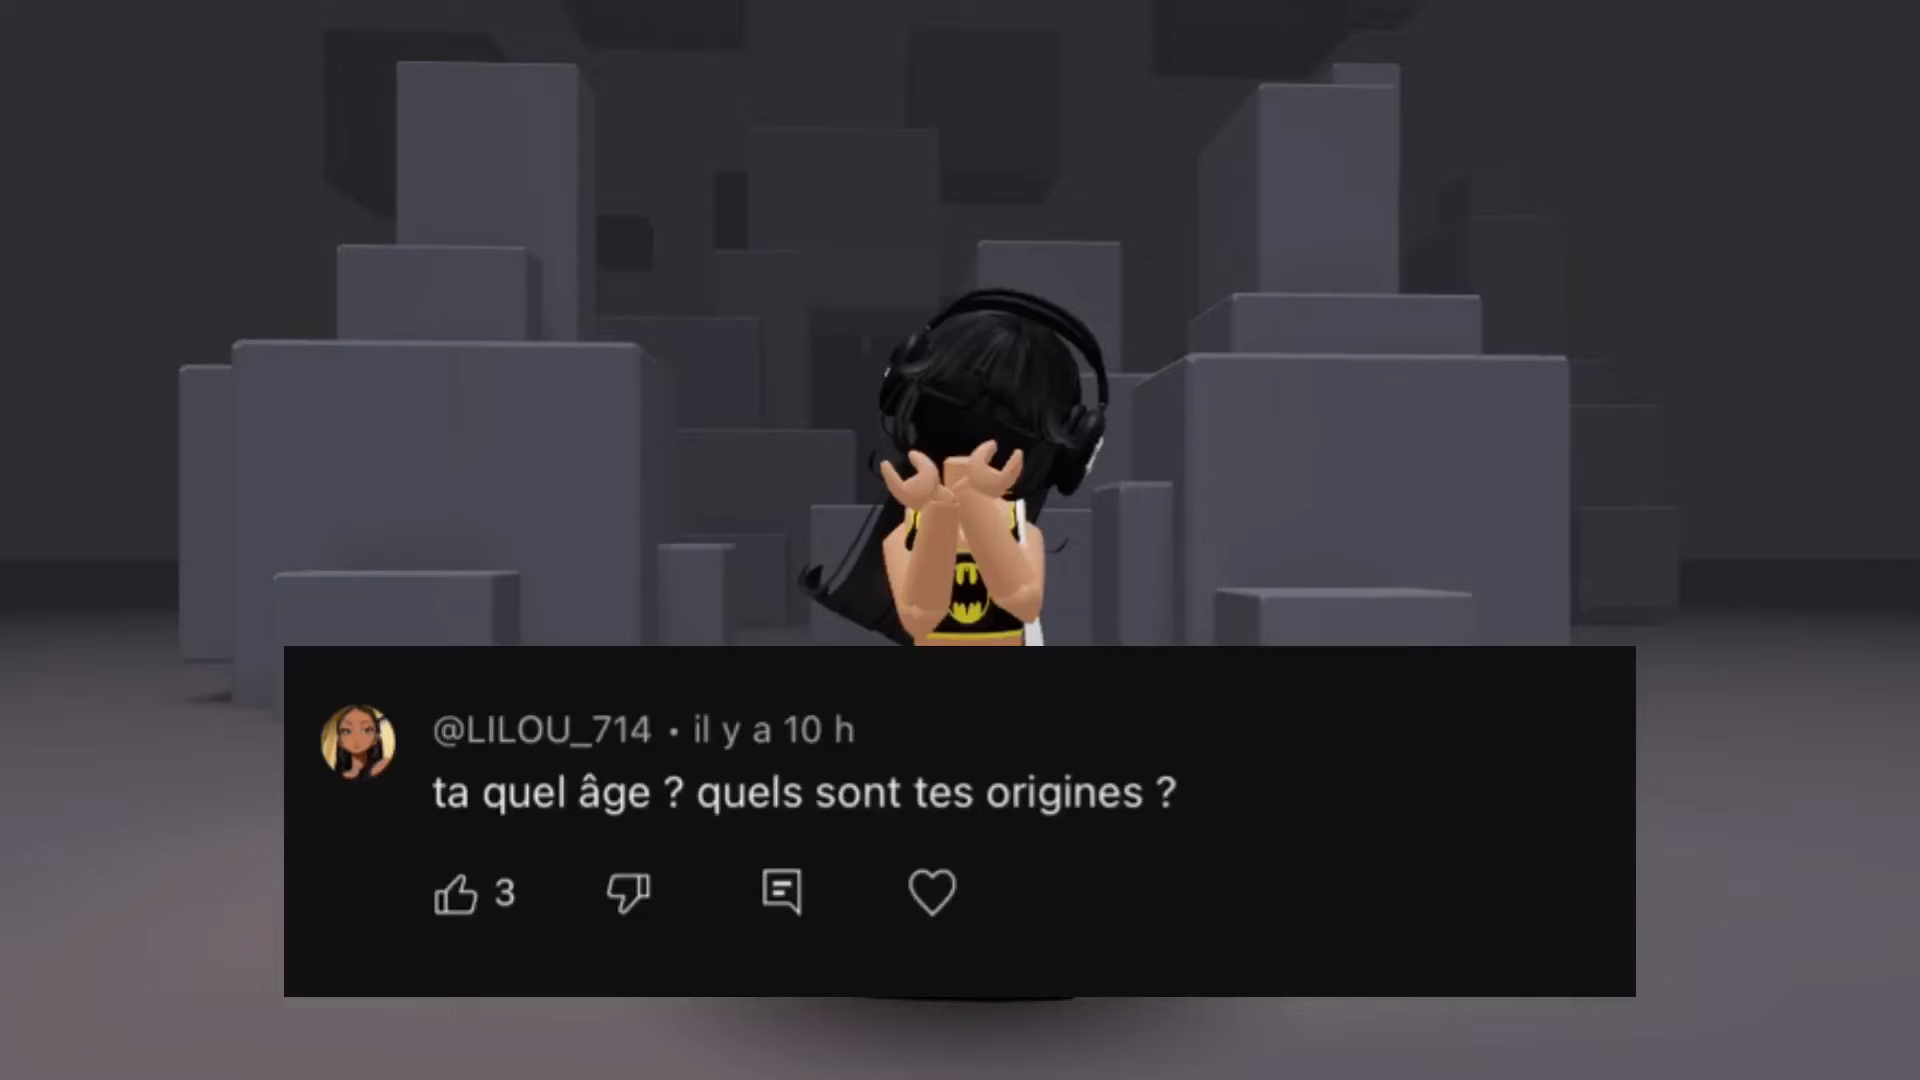 @LILOU_714 • il y a 10 h
ta quel âge ? quels sont tes origines ?
3